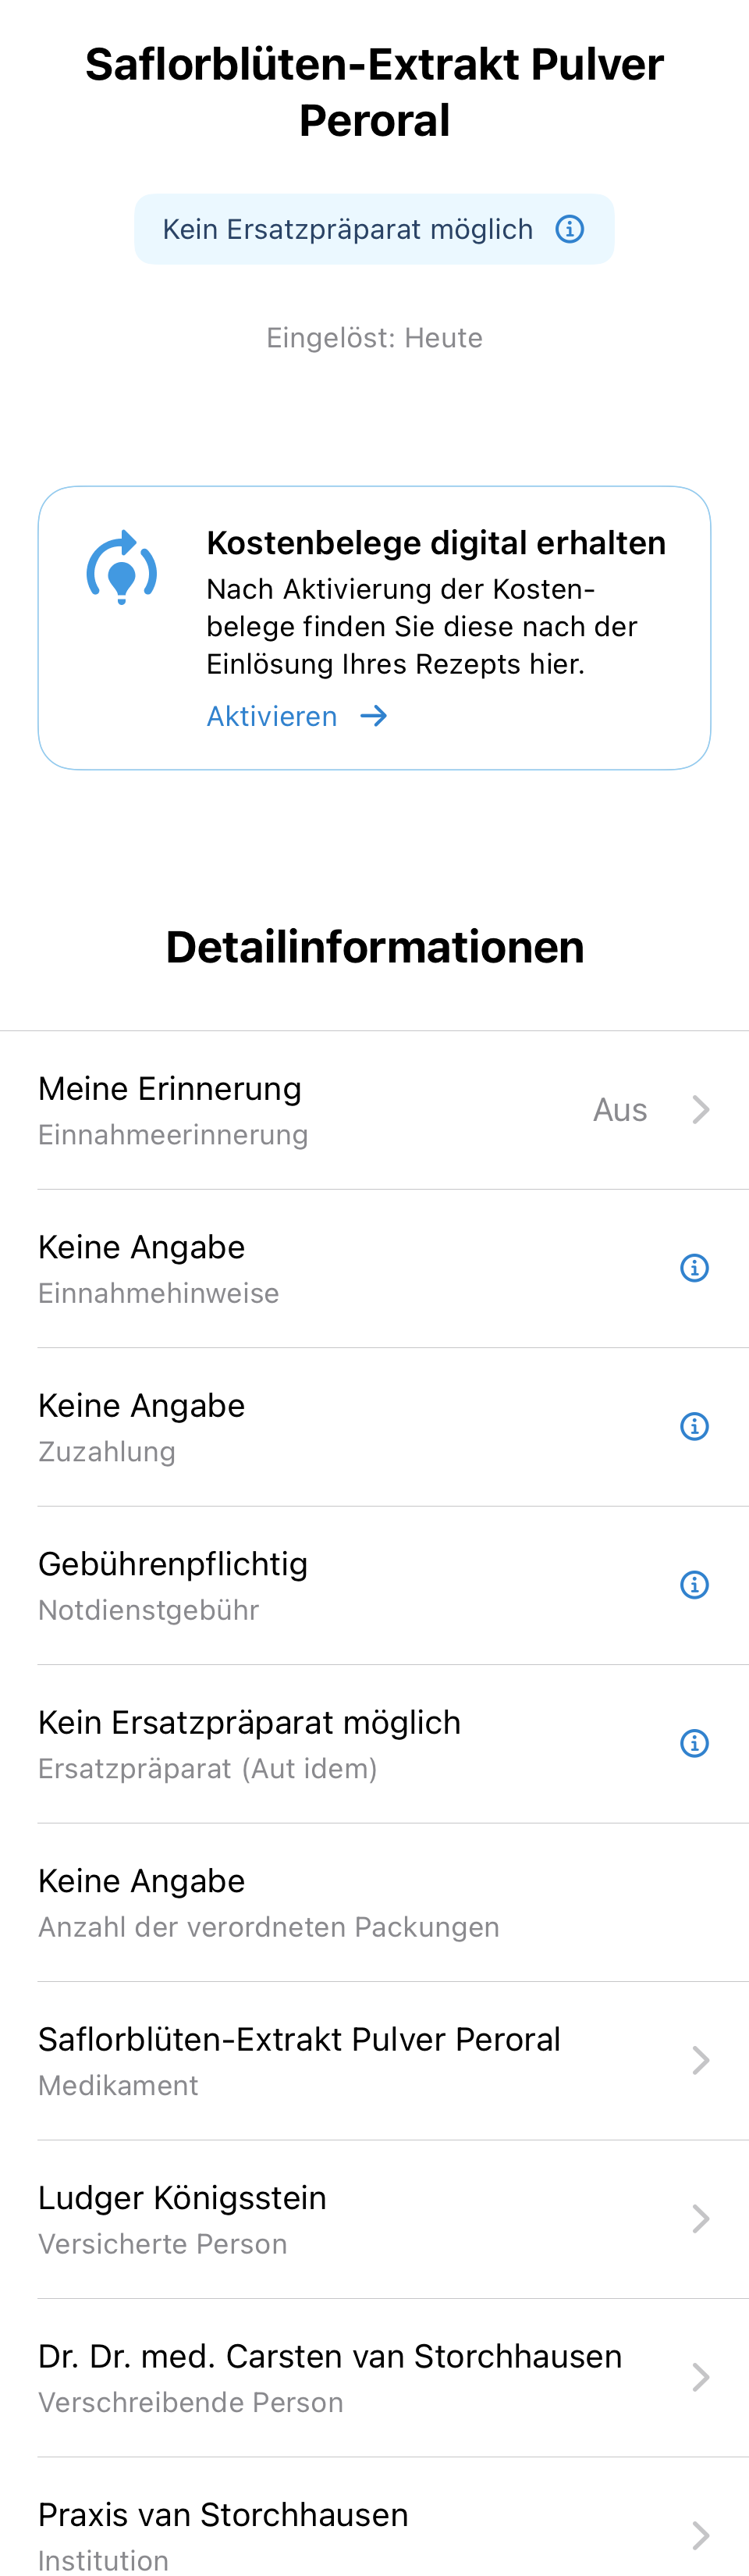 Saflorblüten-Extrakt Pulver
Peroral
Kein Ersatzpräparat möglich
Eingelöst: Heute
Kostenbelege digital erhalten
Nach Aktivierung der Kosten-
belege finden Sie diese nach der
Einlösung Ihres Rezepts hier.
Aktivieren
Detailinformationen
Meine Erinnerung
Aus
Einnahmeerinnerung
Keine Angabe
Einnahmehinweise
Keine Angabe
Zuzahlung
Gebührenpflichtig
Notdienstgebühr
Kein Ersatzpräparat möglich
Ersatzpräparat (Aut idem)
Keine Angabe
Anzahl der verordneten Packungen
Saflorblüten-Extrakt Pulver Peroral
Medikament
Ludger Königsstein
Versicherte Person
Dr. Dr. med. Carsten van Storchhausen
Verschreibende Person
Praxis van Storchhausen
Institution